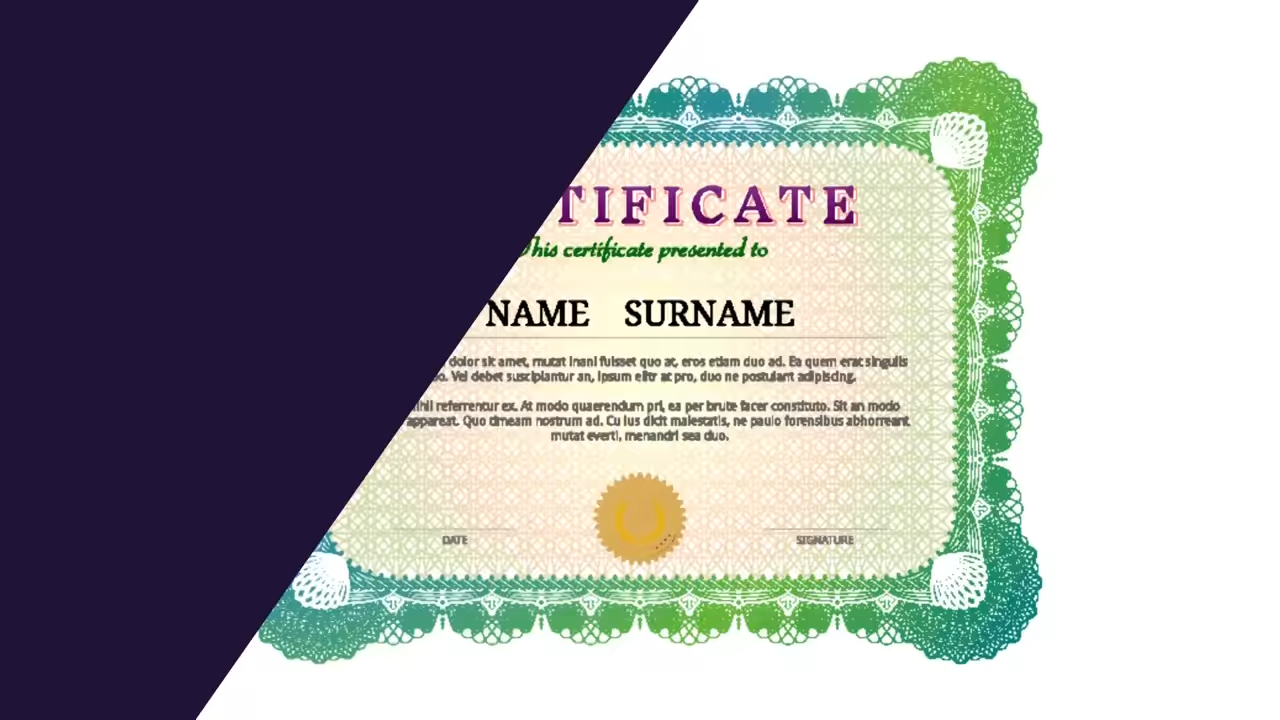 TIFICATE
This certificate presented to
NAME SURNAME
dolor sit amet, mutat inani fuisset quo at, eros etiam duo ad. Ea quem erat singulis
Vel debet suscipiantur an, ipsum elitr at pro, duo ne postulant adipiscing.
nihil referrentur ex. At modo quaerendum pri, ea per brute facer constituto. Sit an modo
appareat. Quo timeam nostrum ad. Cu ius dicit maiestatis, ne paulo forensibus abhorreant
mutat everti, menandri sea duo.
DATE SIGNATURE